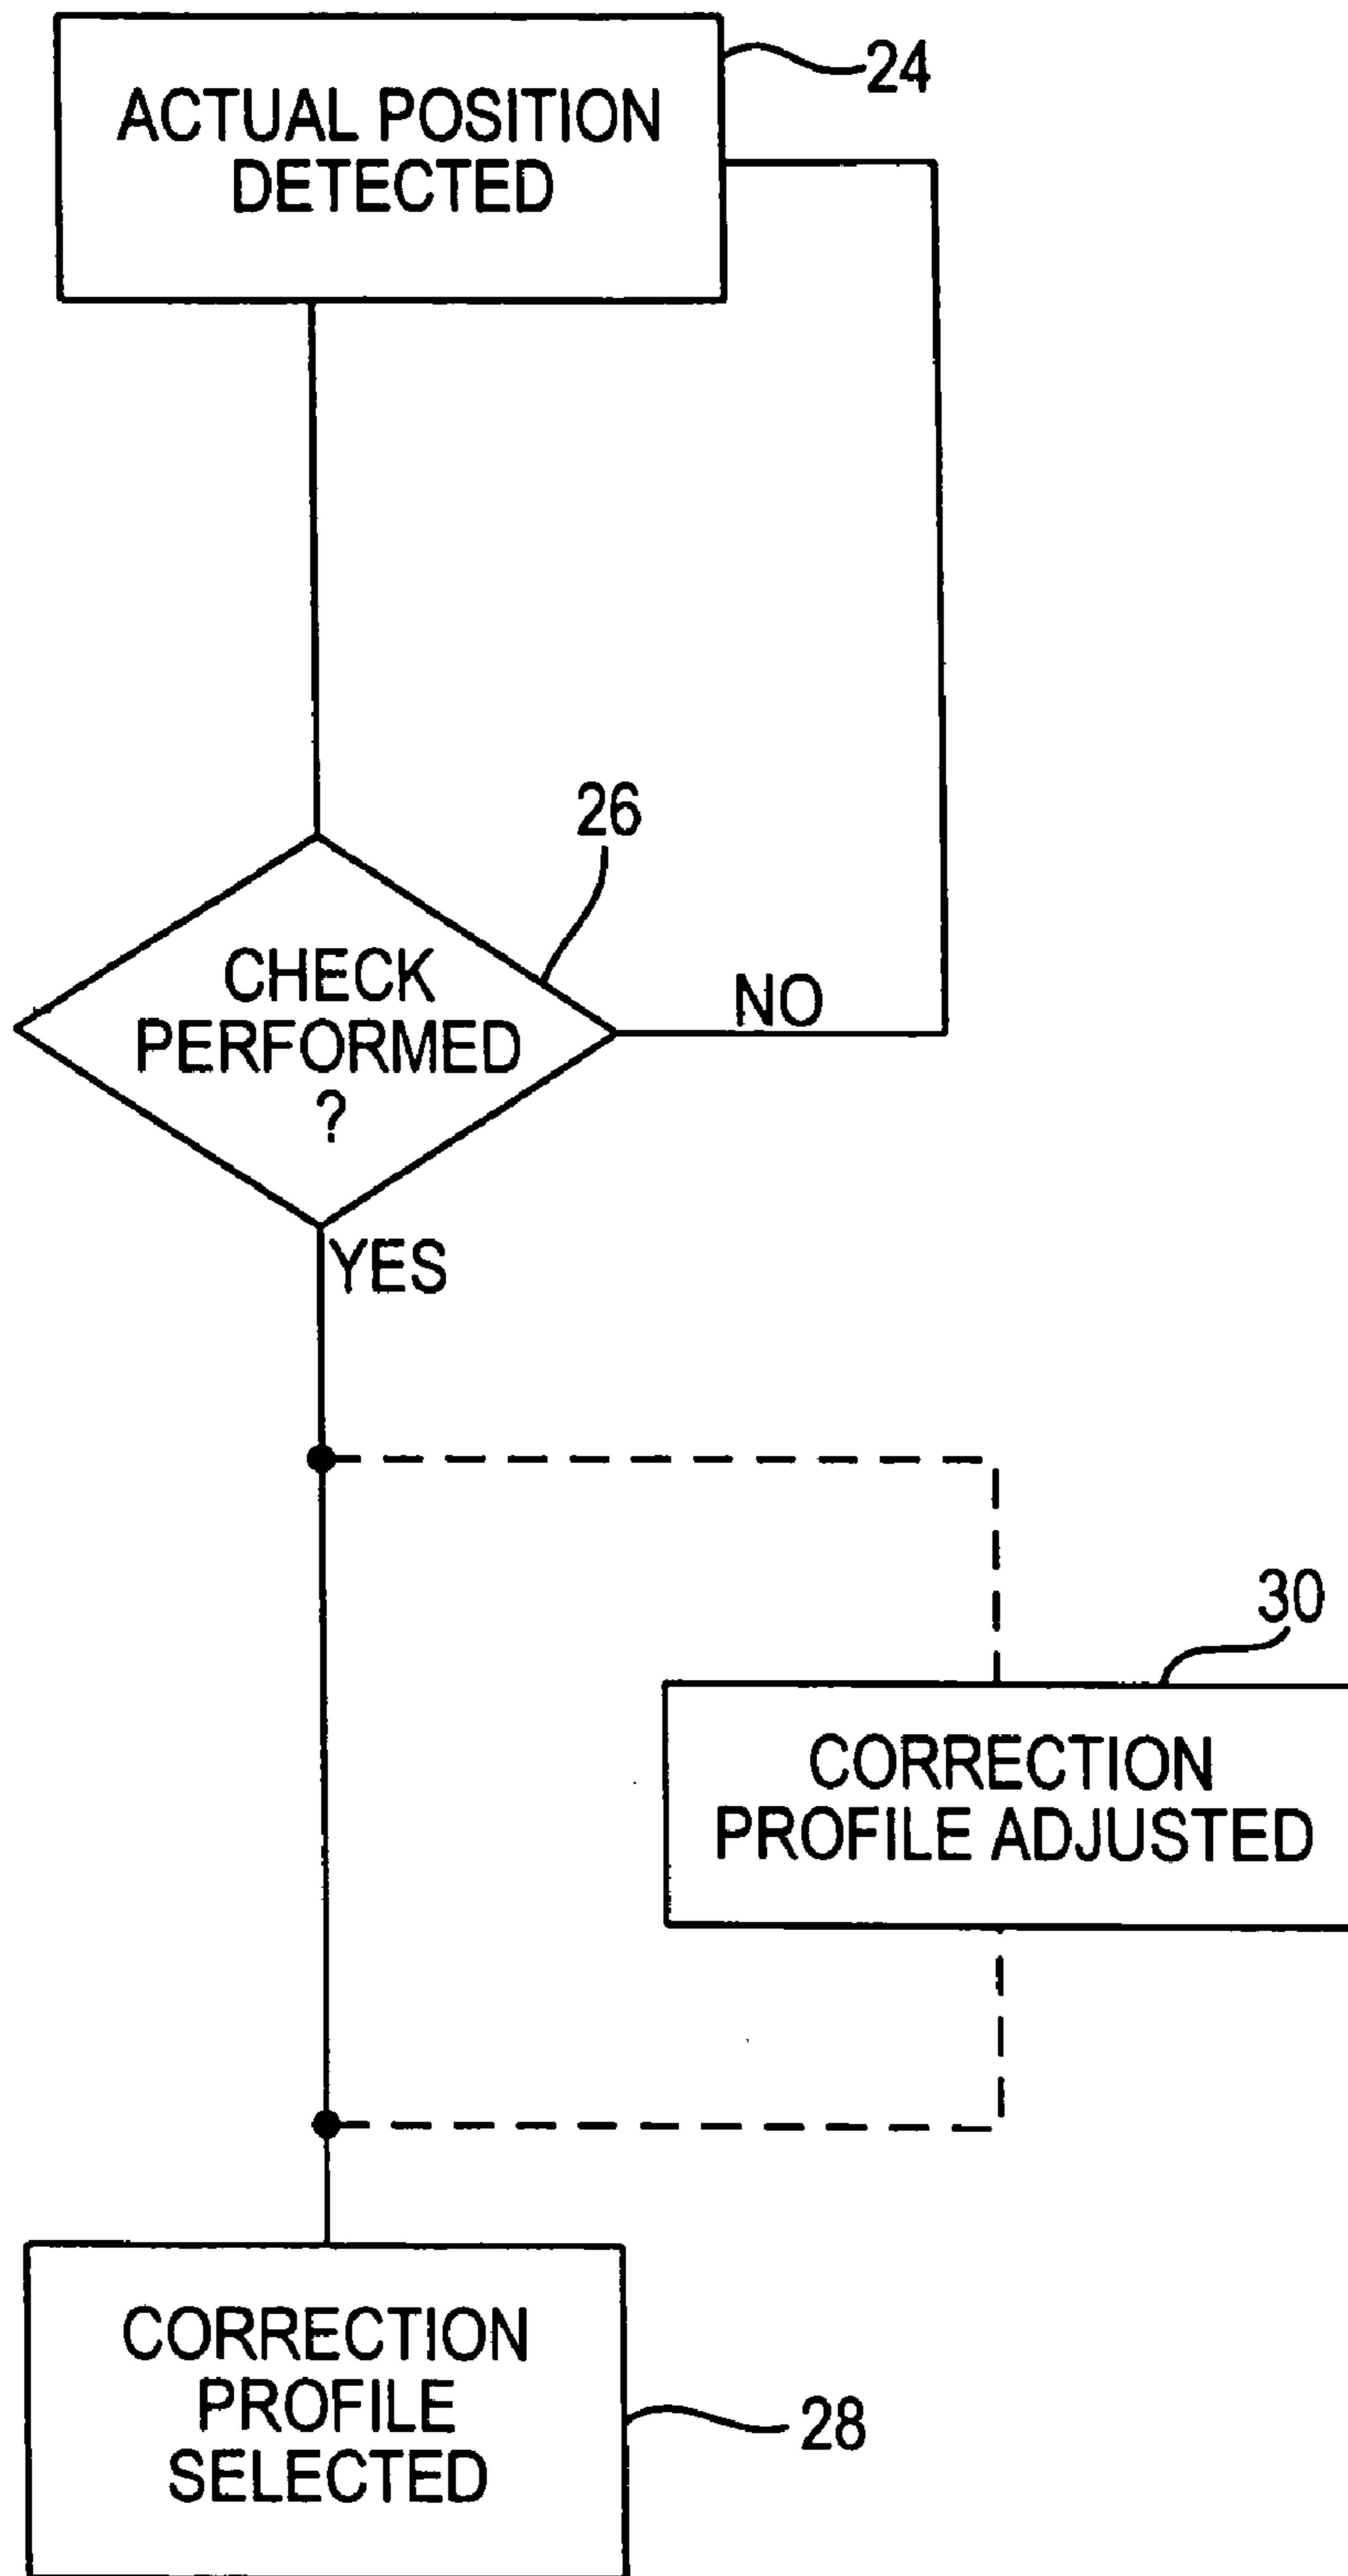 24
ACTUAL POSITION
DETECTED
26
CHECK
PERFORMED
?
NO
YES
30
CORRECTION
PROFILE ADJUSTED
CORRECTION
PROFILE
SELECTED
28